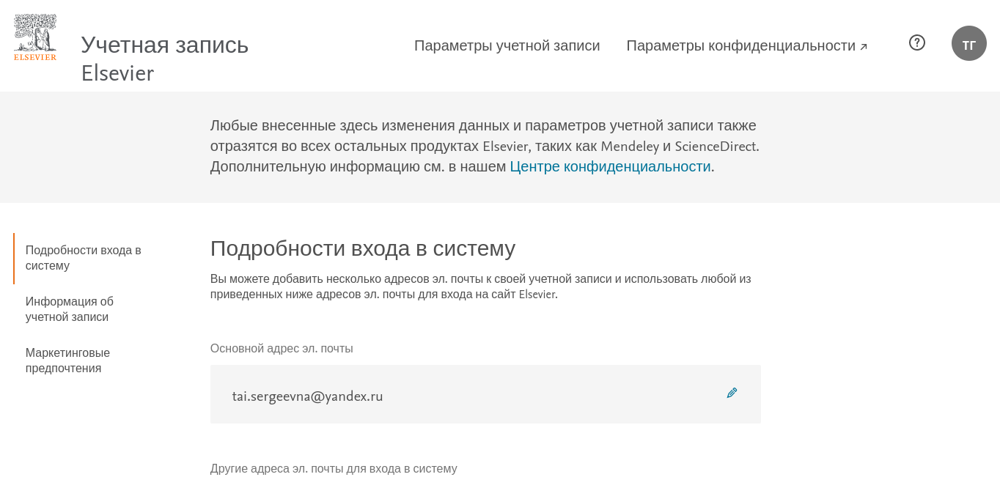 ELSEVIER
Учетная запись
Elsevier
Параметры учетной записи
Параметры конфиденциальности ↗
?
ТГ
Любые внесенные здесь изменения данных и параметров учетной записи также
отразятся во всех остальных продуктах Elsevier, таких как Mendeley и ScienceDirect.
Дополнительную информацию см. в нашем Центре конфиденциальности.
Подробности входа в
систему
Информация об
учетной записи
Маркетинговые
предпочтения
Подробности входа в систему
Вы можете добавить несколько адресов эл. почты к своей учетной записи и использовать любой из
приведенных ниже адресов эл. почты для входа на сайт Elsevier.
Основной адрес эл. почты
tai.sergeevna@yandex.ru
Другие адреса эл. почты для входа в систему